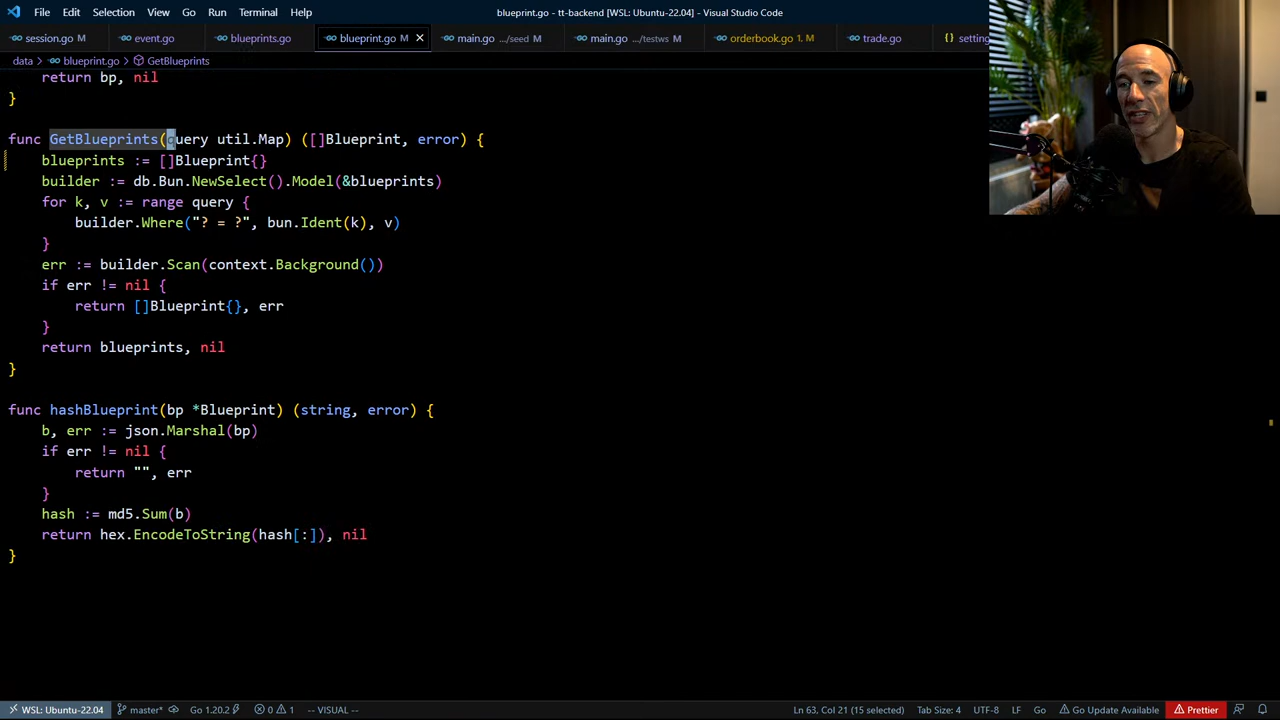 File Edit Selection View Go Run Terminal Help blueprint.go - tt-backend [WSL: Ubuntu-22.04] - Visual Studio Code
session.go M event.go blueprints.go blueprint.go M main.go .../seed M main.go .../testws M orderbook.go 1, M trade.go {} setting
data > blueprint.go > GetBlueprints
return bp, nil
}
func GetBlueprints(query util.Map) ([]Blueprint, error) {
blueprints := []Blueprint{}
builder := db.Bun.NewSelect().Model(&blueprints)
for k, v := range query {
builder.Where("? = ?", bun.Ident(k), v)
}
err := builder.Scan(context.Background())
if err != nil {
return []Blueprint{}, err
}
return blueprints, nil
}
func hashBlueprint(bp *Blueprint) (string, error) {
b, err := json.Marshal(bp)
if err != nil {
return "", err
}
hash := md5.Sum(b)
return hex.EncodeToString(hash[:]), nil
}
WSL: Ubuntu-22.04 master* Go 1.20.2 0 1 -- VISUAL -- Ln 63, Col 21 (15 selected) Tab Size: 4 UTF-8 LF Go Go Update Available Prettier